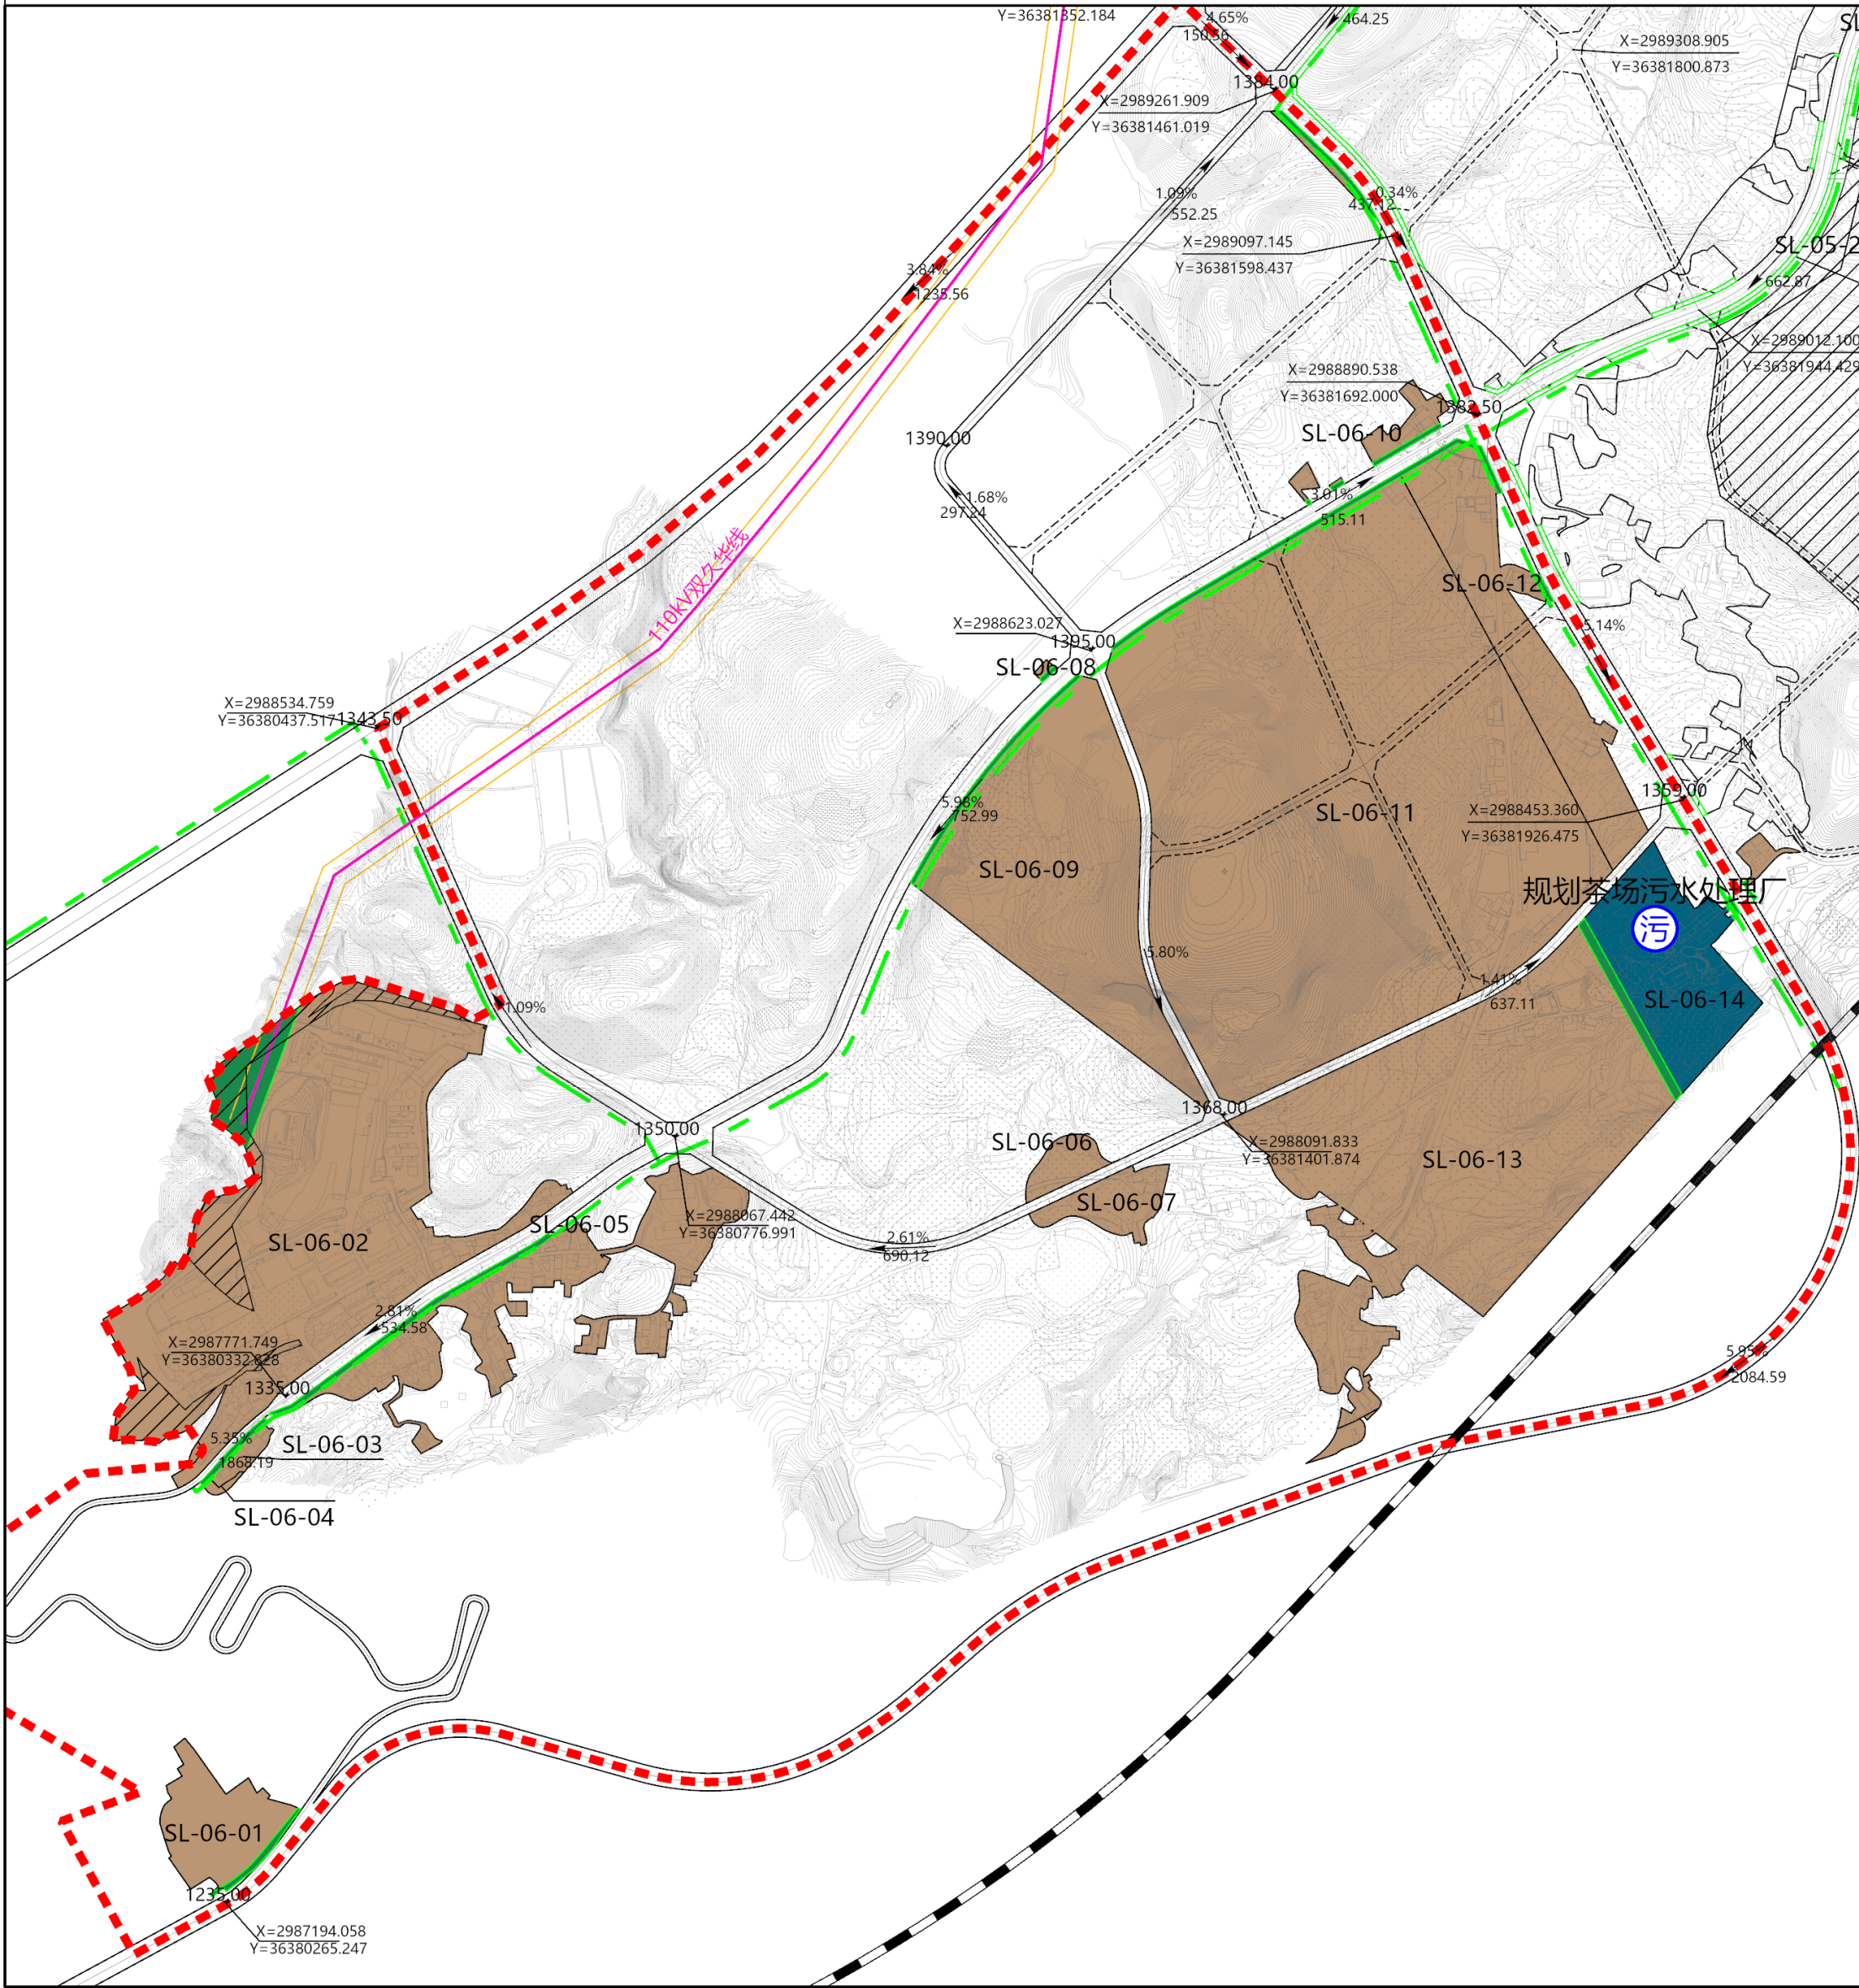 Y=36381352.184
4.65%
150.56
464.25
SL
X=2989308.905
Y=36381800.873
1384.00
X=2989261.909
Y=36381461.019
1.09%
552.25
0.34%
437.12
X=2989097.145
Y=36381598.437
SL-05-2
662.87
3.84%
1235.56
X=2989012.100
Y=36381944.429
X=2988890.538
Y=36381692.000
1382.50
SL-06-10
1390.00
1.68%
297.24
3.01%
515.11
110kV双久华线
SL-06-12
X=2988623.027
1395.00
SL-06-08
5.14%
X=2988534.759
Y=36380437.517
1343.50
5.98%
752.99
SL-06-09
SL-06-11
1359.00
X=2988453.360
Y=36381926.475
规划茶场污水处理厂
污
5.80%
1.41%
637.11
SL-06-14
1.09%
1350.00
1368.00
SL-06-06
X=2988091.833
Y=36381401.874
SL-06-13
SL-06-07
SL-06-05
X=2988067.442
Y=36380776.991
SL-06-02
2.61%
690.12
2.81%
534.58
X=2987771.749
Y=36380332.828
1335.00
5.95%
2084.59
5.35%
1868.19
SL-06-03
SL-06-04
SL-06-01
1235.00
X=2987194.058
Y=36380265.247